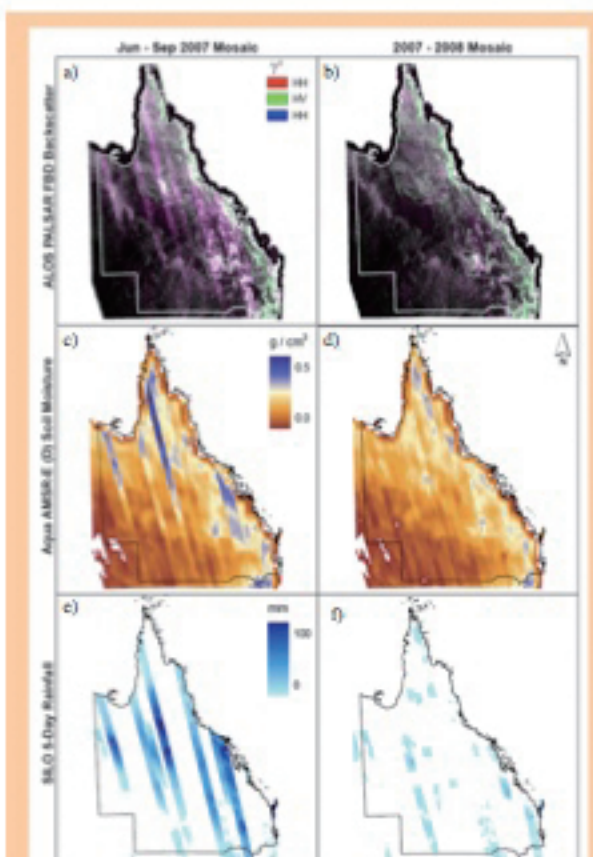 Jun - Sep 2007 Mosaic
2007 - 2008 Mosaic
ALOS PALSAR FBD Backscatter
a)
HH
HV
HH
b)
Aqua AMSR-E (D) Soil Moisture
c)
g / cm³
0.5
0.0
d)
N
SILO 5-Day Rainfall
e)
mm
100
0
f)